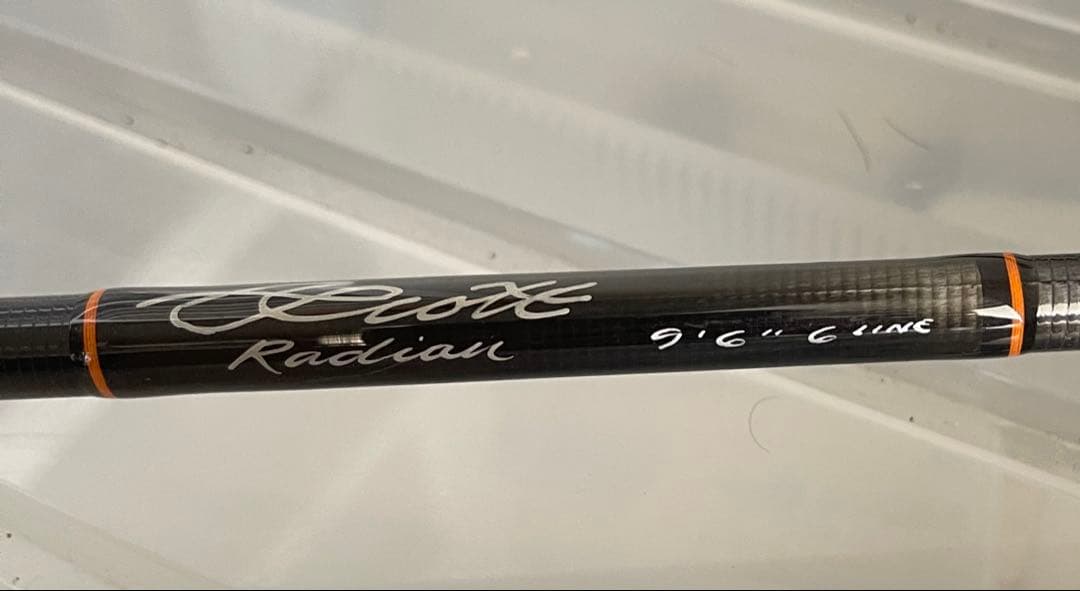 Scott
Radian
9'6" 6 LINE